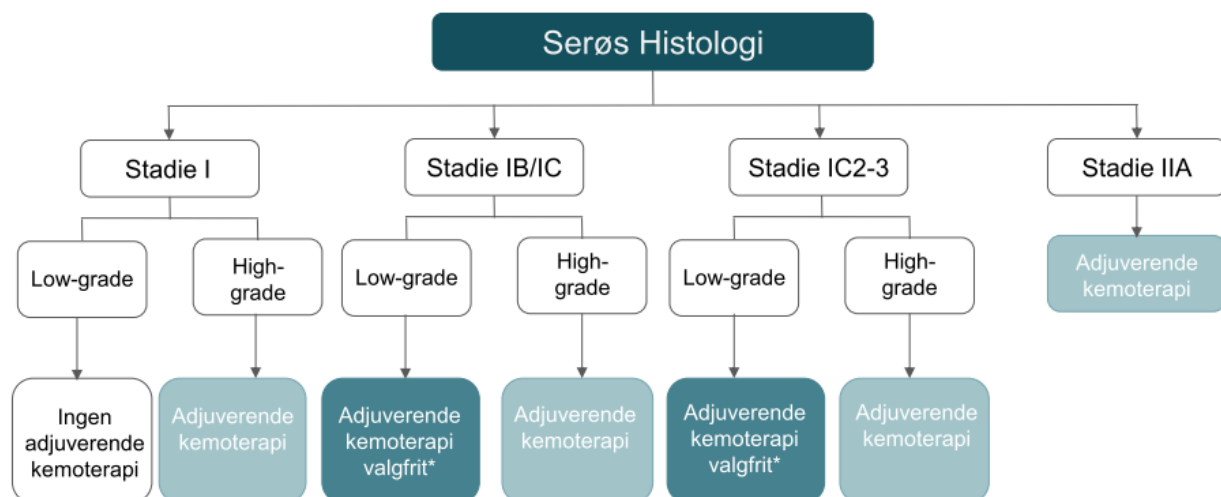 Serøs Histologi
Stadie I
Stadie IB/IC
Stadie IC2-3
Stadie IIA
Low-grade
High-
grade
Low-grade
High-
grade
Low-grade
High-
grade
Adjuverende
kemoterapi
Ingen
adjuverende
kemoterapi
Adjuverende
kemoterapi
Adjuverende
kemoterapi
valgfrit*
Adjuverende
kemoterapi
Adjuverende
kemoterapi
valgfrit*
Adjuverende
kemoterapi